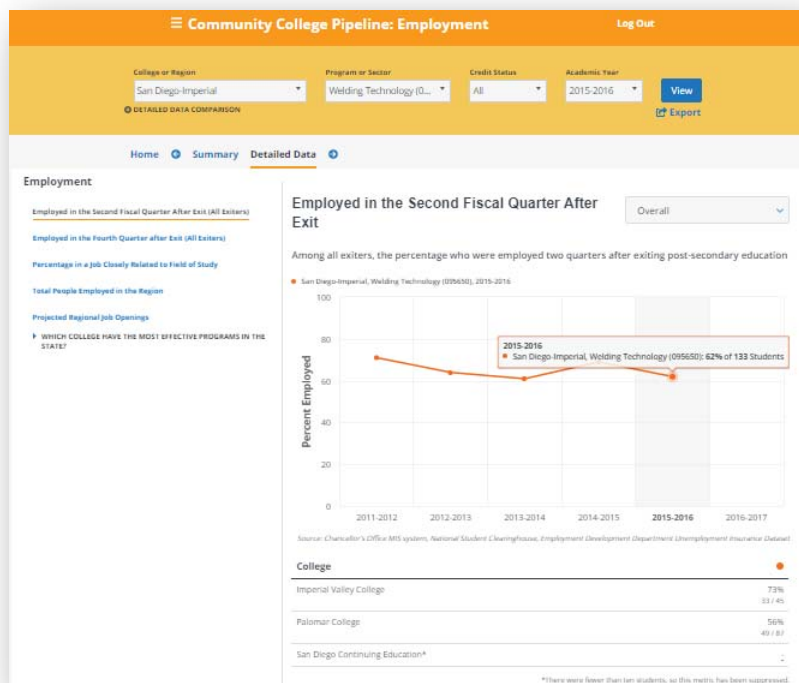 Community College Pipeline: Employment
Log Out
College or Region
Program or Sector
Credit Status
Academic Year
San Diego-Imperial
Welding Technology (0...
All
2015-2016
View
DETAILED DATA COMPARISON
Export
Home
Summary
Detailed Data
Employment
Employed in the Second Fiscal Quarter After Exit (All Exiters)
Employed in the Fourth Quarter after Exit (All Exiters)
Percentage in a Job Closely Related to Field of Study
Total People Employed in the Region
Projected Regional Job Openings
WHICH COLLEGE HAVE THE MOST EFFECTIVE PROGRAMS IN THE
STATE?
Employed in the Second Fiscal Quarter After
Exit
Overall
Among all exiters, the percentage who were employed two quarters after exiting post-secondary education
San Diego-Imperial, Welding Technology (095650), 2015-2016
100
80
60
40
20
0
Percent Employed
2015-2016
San Diego-Imperial, Welding Technology (095650): 62% of 133 Students
2011-2012
2012-2013
2013-2014
2014-2015
2015-2016
2016-2017
Source: Chancellor's Office MIS system, National Student Clearinghouse, Employment Development Department Unemployment Insurance Dataset
College
Imperial Valley College
73%
33 / 45
Palomar College
56%
49 / 87
San Diego Continuing Education*
-
*There were fewer than ten students, so this metric has been suppressed.